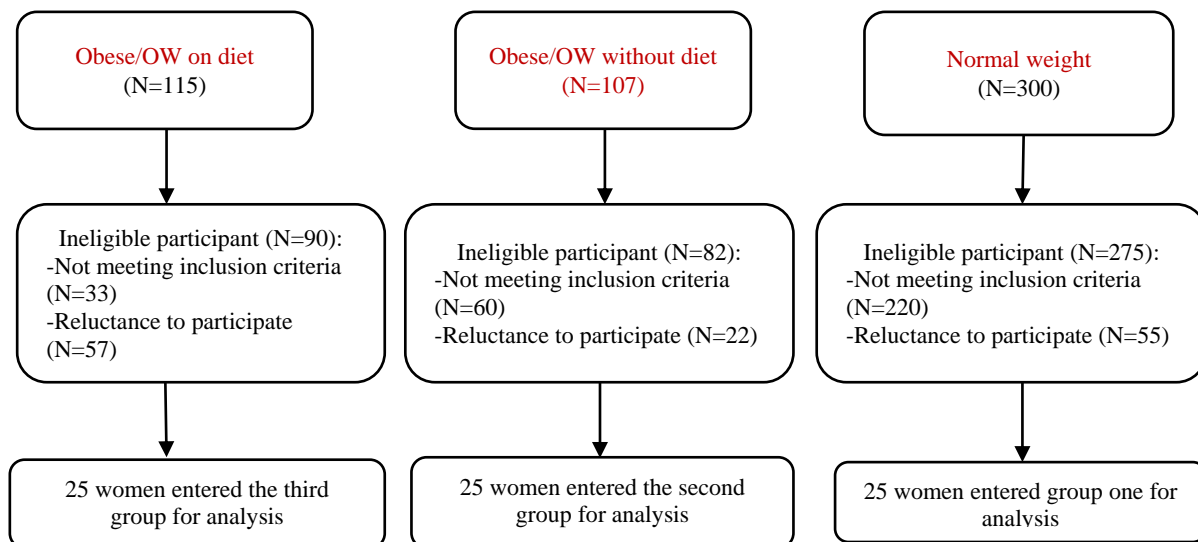 Obese/OW on diet
(N=115)
Obese/OW without diet
(N=107)
Normal weight
(N=300)
Ineligible participant (N=90):
-Not meeting inclusion criteria
(N=33)
-Reluctance to participate
(N=57)
Ineligible participant (N=82):
-Not meeting inclusion criteria
(N=60)
-Reluctance to participate (N=22)
Ineligible participant (N=275):
-Not meeting inclusion criteria
(N=220)
-Reluctance to participate (N=55)
25 women entered the third
group for analysis
25 women entered the second
group for analysis
25 women entered group one for
analysis